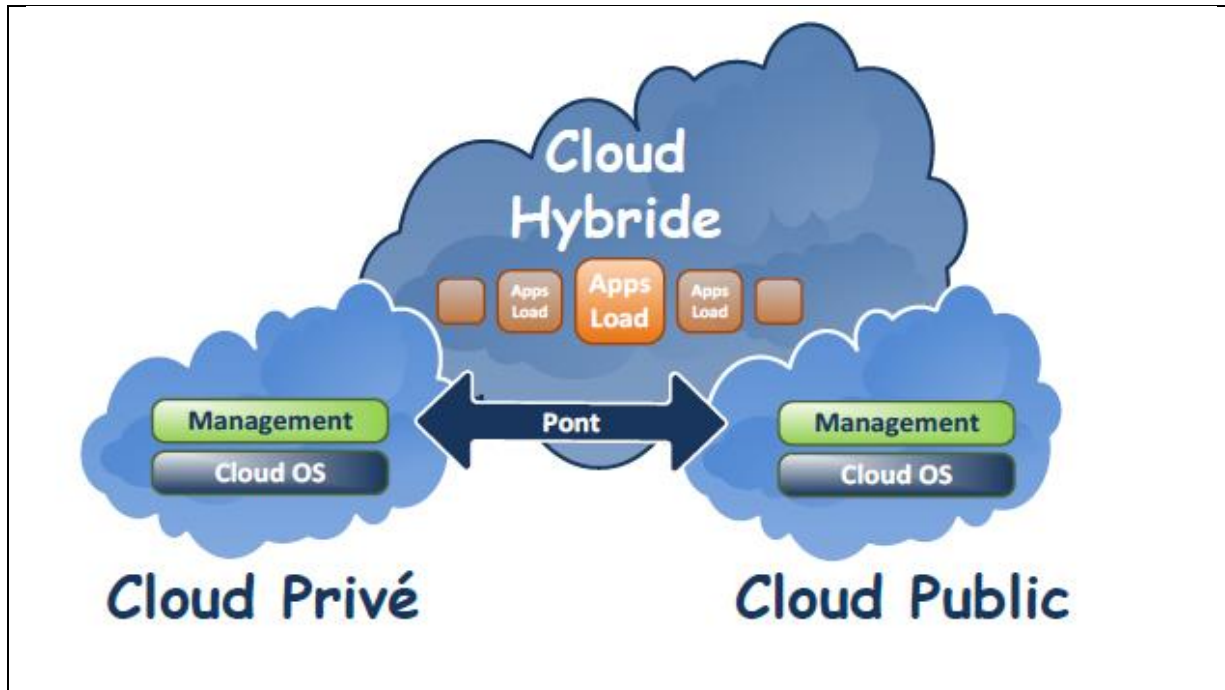 Cloud
Hybride
Apps
Load
Apps
Load
Apps
Load
Management
Cloud OS
Pont
Management
Cloud OS
Cloud Privé
Cloud Public